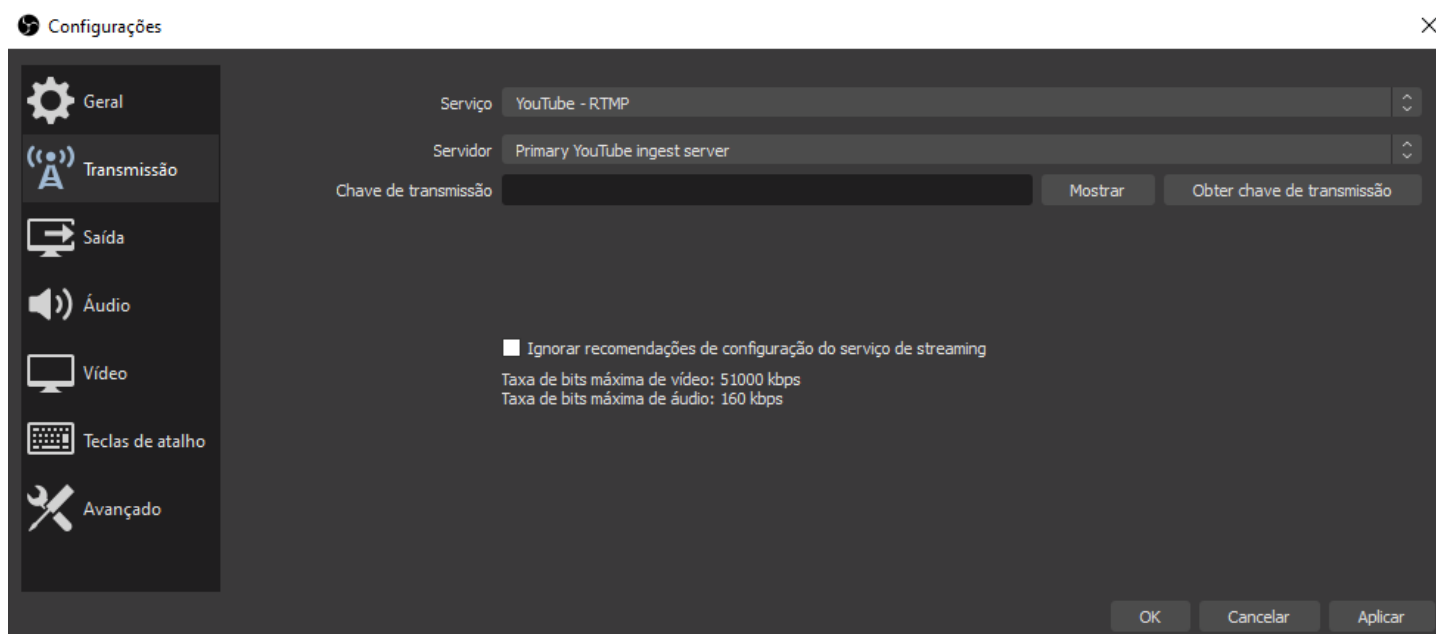 Configurações
Geral
Transmissão
Saída
Áudio
Vídeo
Teclas de atalho
Avançado
Serviço YouTube - RTMP
Servidor Primary YouTube ingest server
Chave de transmissão Mostrar Obter chave de transmissão
Ignorar recomendações de configuração do serviço de streaming
Taxa de bits máxima de vídeo: 51000 kbps
Taxa de bits máxima de áudio: 160 kbps
OK Cancelar Aplicar